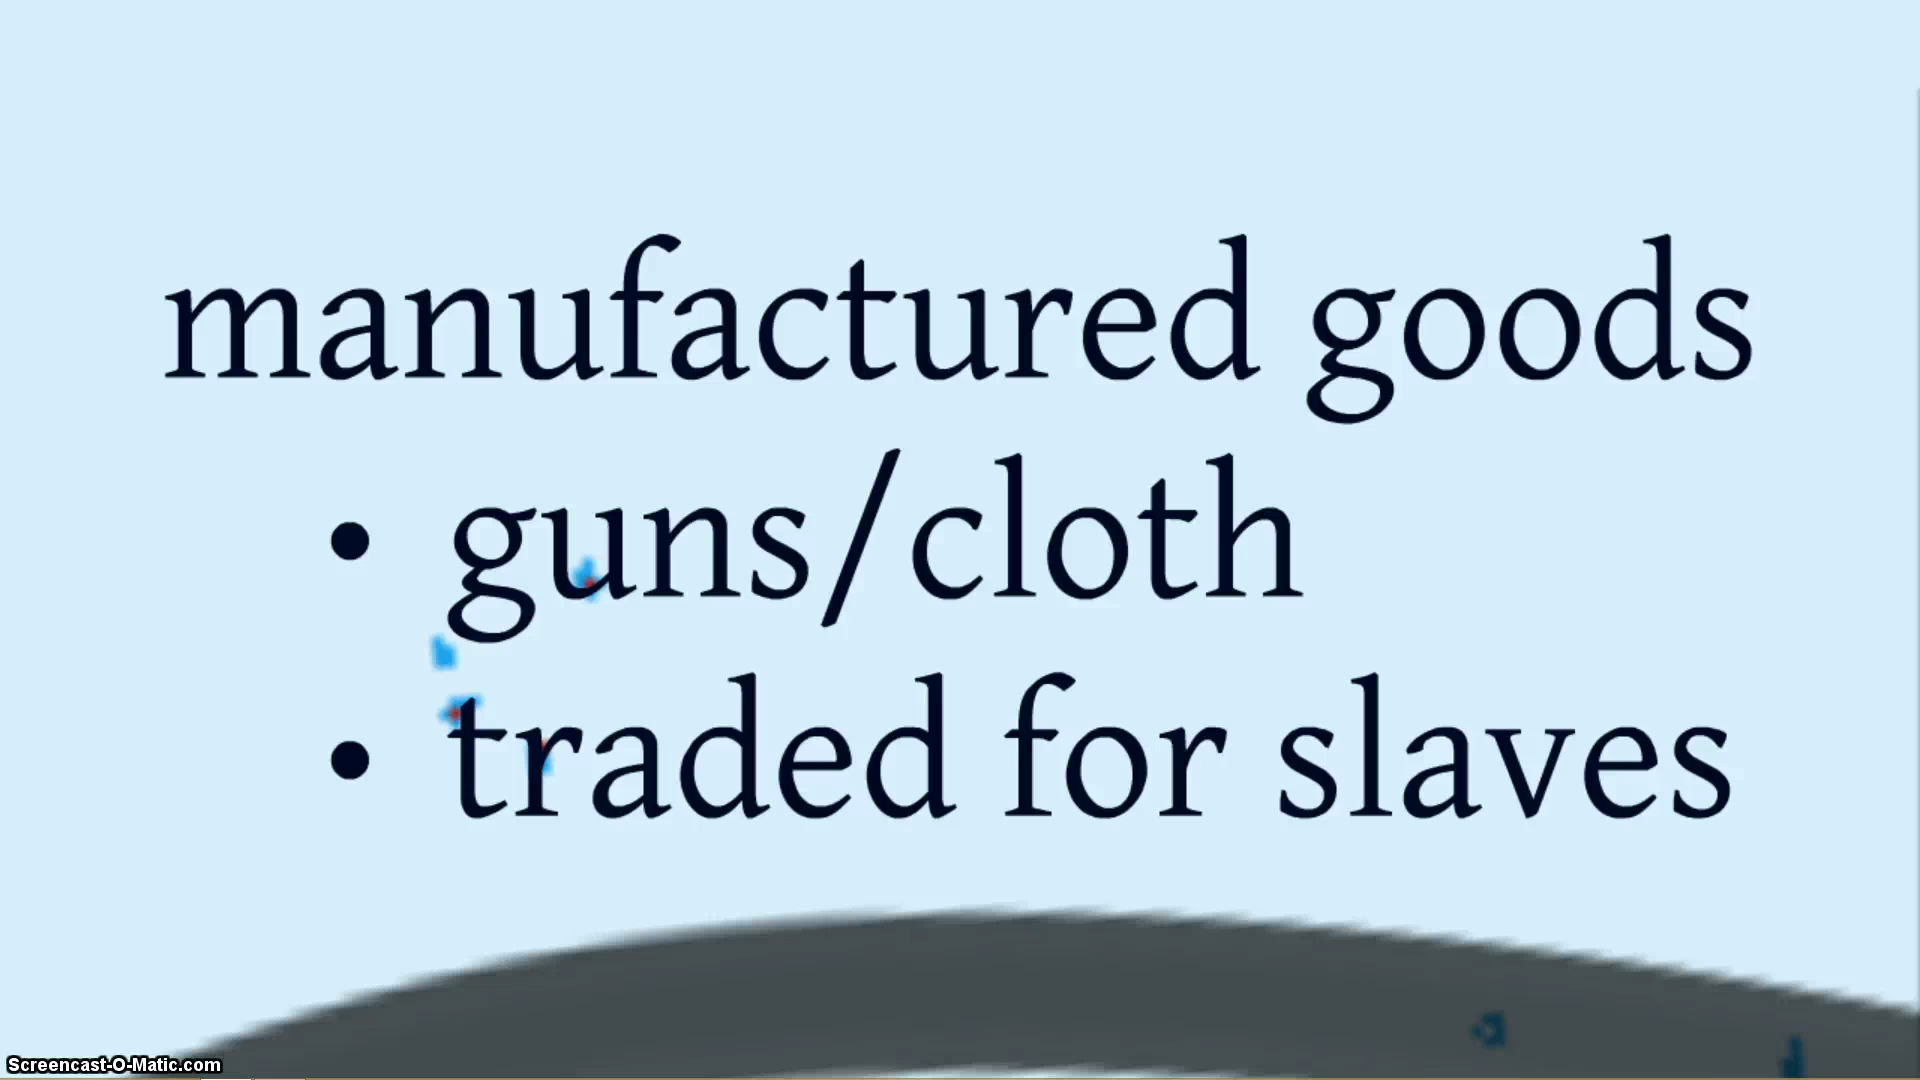 manufactured goods
• guns/cloth
• traded for slaves
Screencast-O-Matic.com